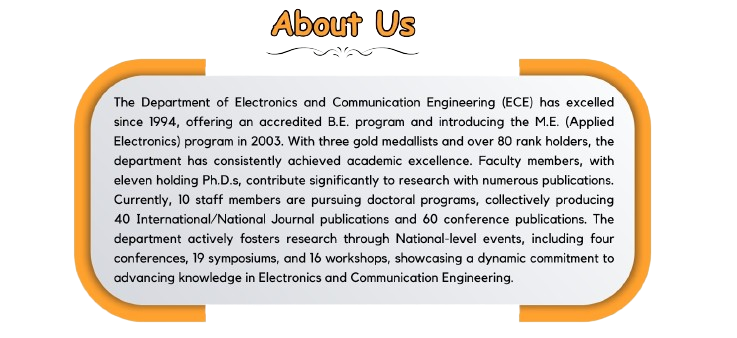 About Us
The Department of Electronics and Communication Engineering (ECE) has excelled
since 1994, offering an accredited B.E. program and introducing the M.E. (Applied
Electronics) program in 2003. With three gold medallists and over 80 rank holders, the
department has consistently achieved academic excellence. Faculty members, with
eleven holding Ph.D.s, contribute significantly to research with numerous publications.
Currently, 10 staff members are pursuing doctoral programs, collectively producing
40 International/National Journal publications and 60 conference publications. The
department actively fosters research through National-level events, including four
conferences, 19 symposiums, and 16 workshops, showcasing a dynamic commitment to
advancing knowledge in Electronics and Communication Engineering.